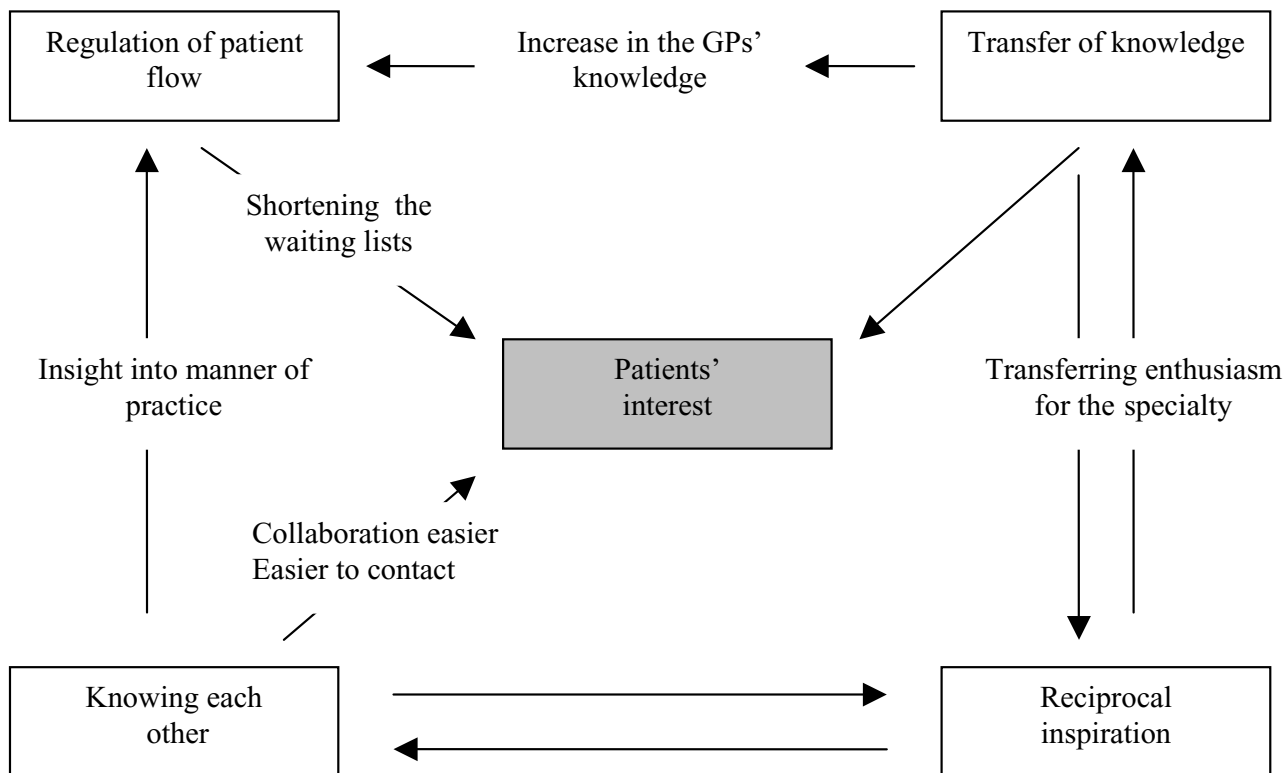 Regulation of patient
flow
Increase in the GPs’
knowledge
Transfer of knowledge
Shortening the
waiting lists
Insight into manner of
practice
Patients’
interest
Transferring enthusiasm
for the specialty
Collaboration easier
Easier to contact
Knowing each
other
Reciprocal
inspiration